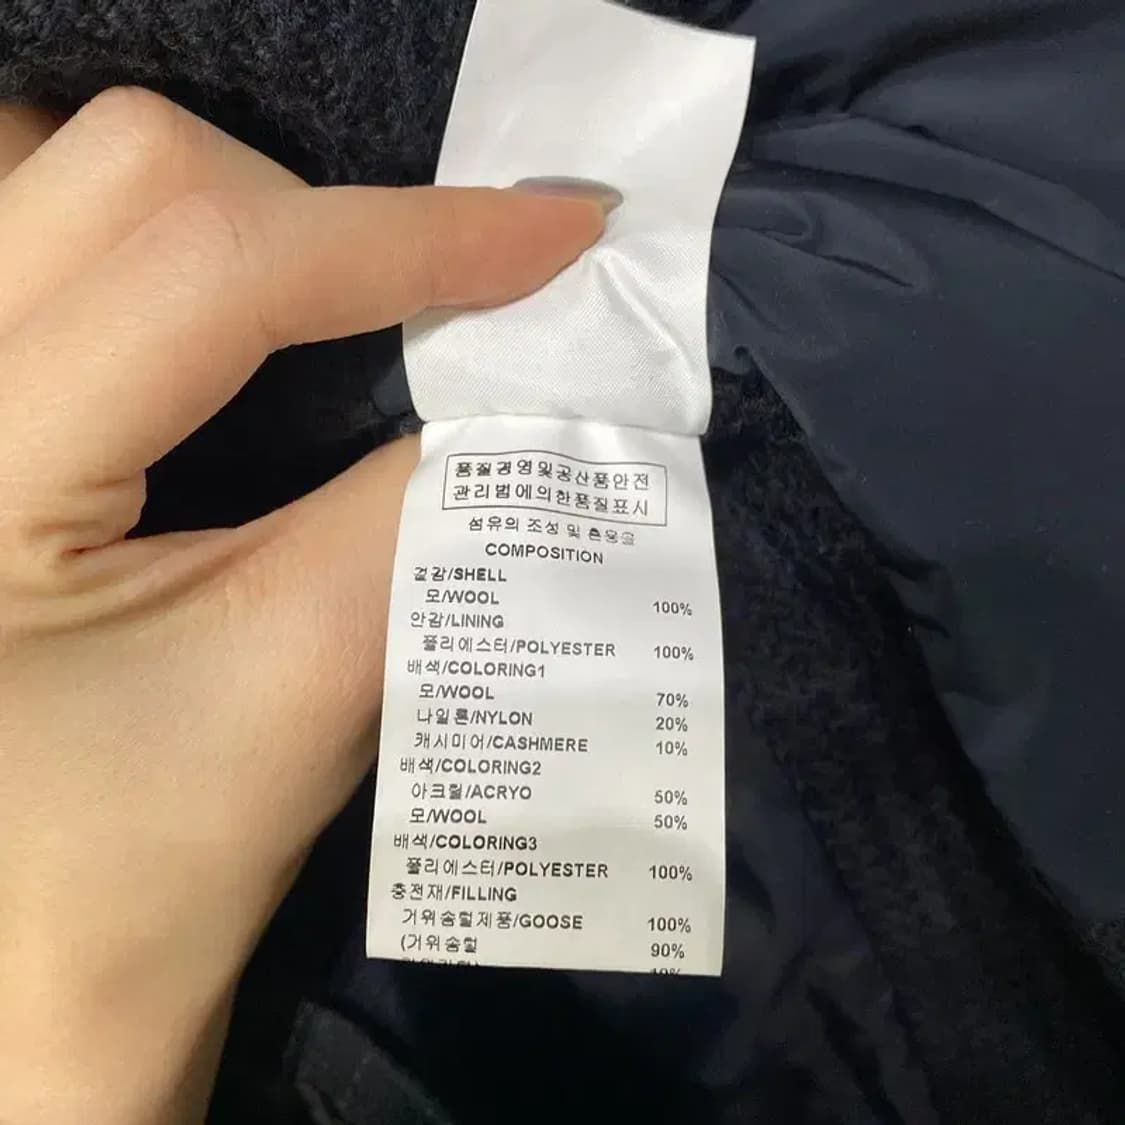 품질경영및공산품안전
관리법에의한품질표시
섬유의 조성 및 혼용율
COMPOSITION
겉감/SHELL
모/WOOL 100%
안감/LINING
폴리에스터/POLYESTER 100%
배색/COLORING1
모/WOOL 70%
나일론/NYLON 20%
캐시미어/CASHMERE 10%
배색/COLORING2
아크릴/ACRYO 50%
모/WOOL 50%
배색/COLORING3
폴리에스터/POLYESTER 100%
충전재/FILLING
거위솜털제품/GOOSE 100%
(거위솜털 90%
10%